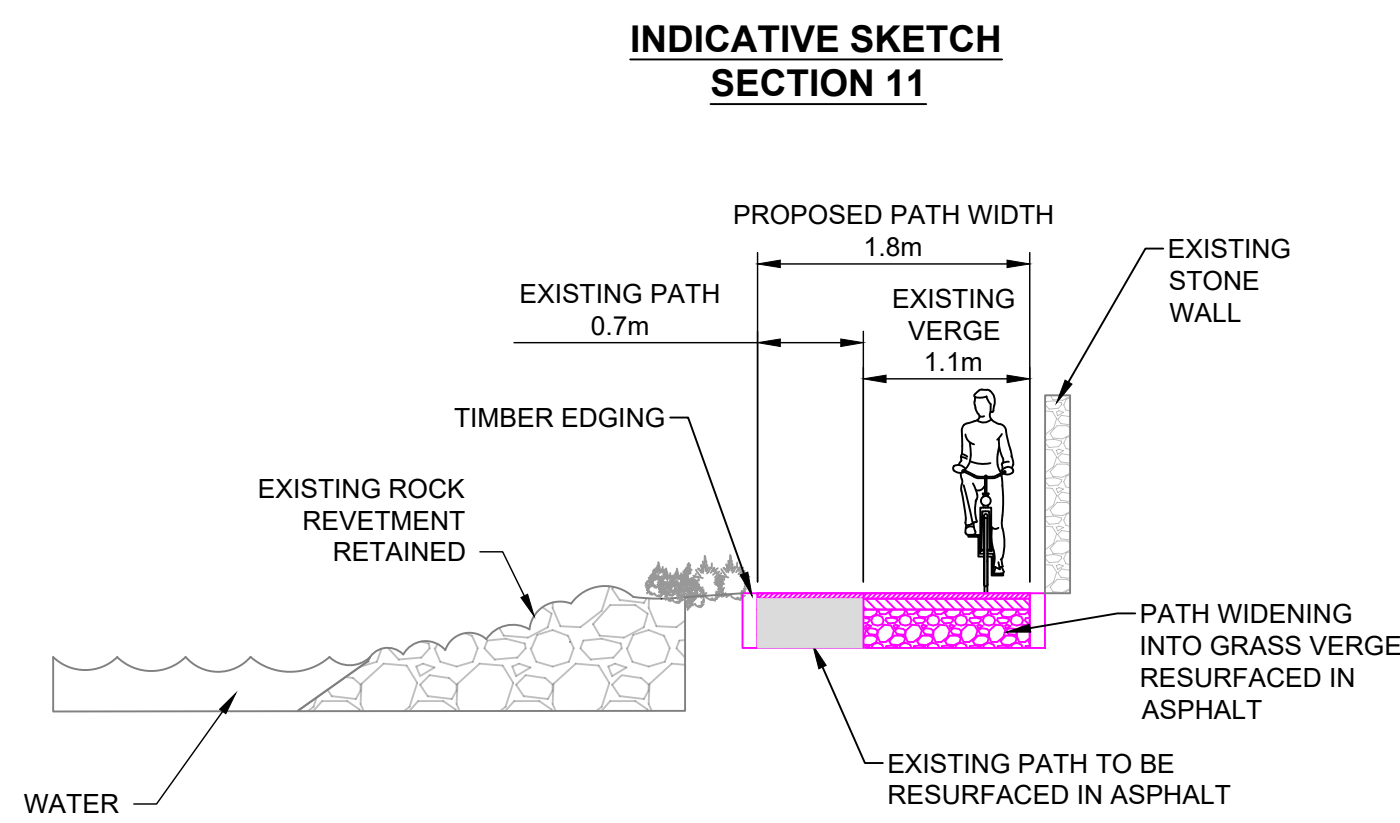 INDICATIVE SKETCH
SECTION 11
PROPOSED PATH WIDTH
1.8m
EXISTING PATH
0.7m
EXISTING
VERGE
1.1m
EXISTING
STONE
WALL
TIMBER EDGING
EXISTING ROCK
REVETMENT
RETAINED
PATH WIDENING
INTO GRASS VERGE
RESURFACED IN
ASPHALT
EXISTING PATH TO BE
RESURFACED IN ASPHALT
WATER